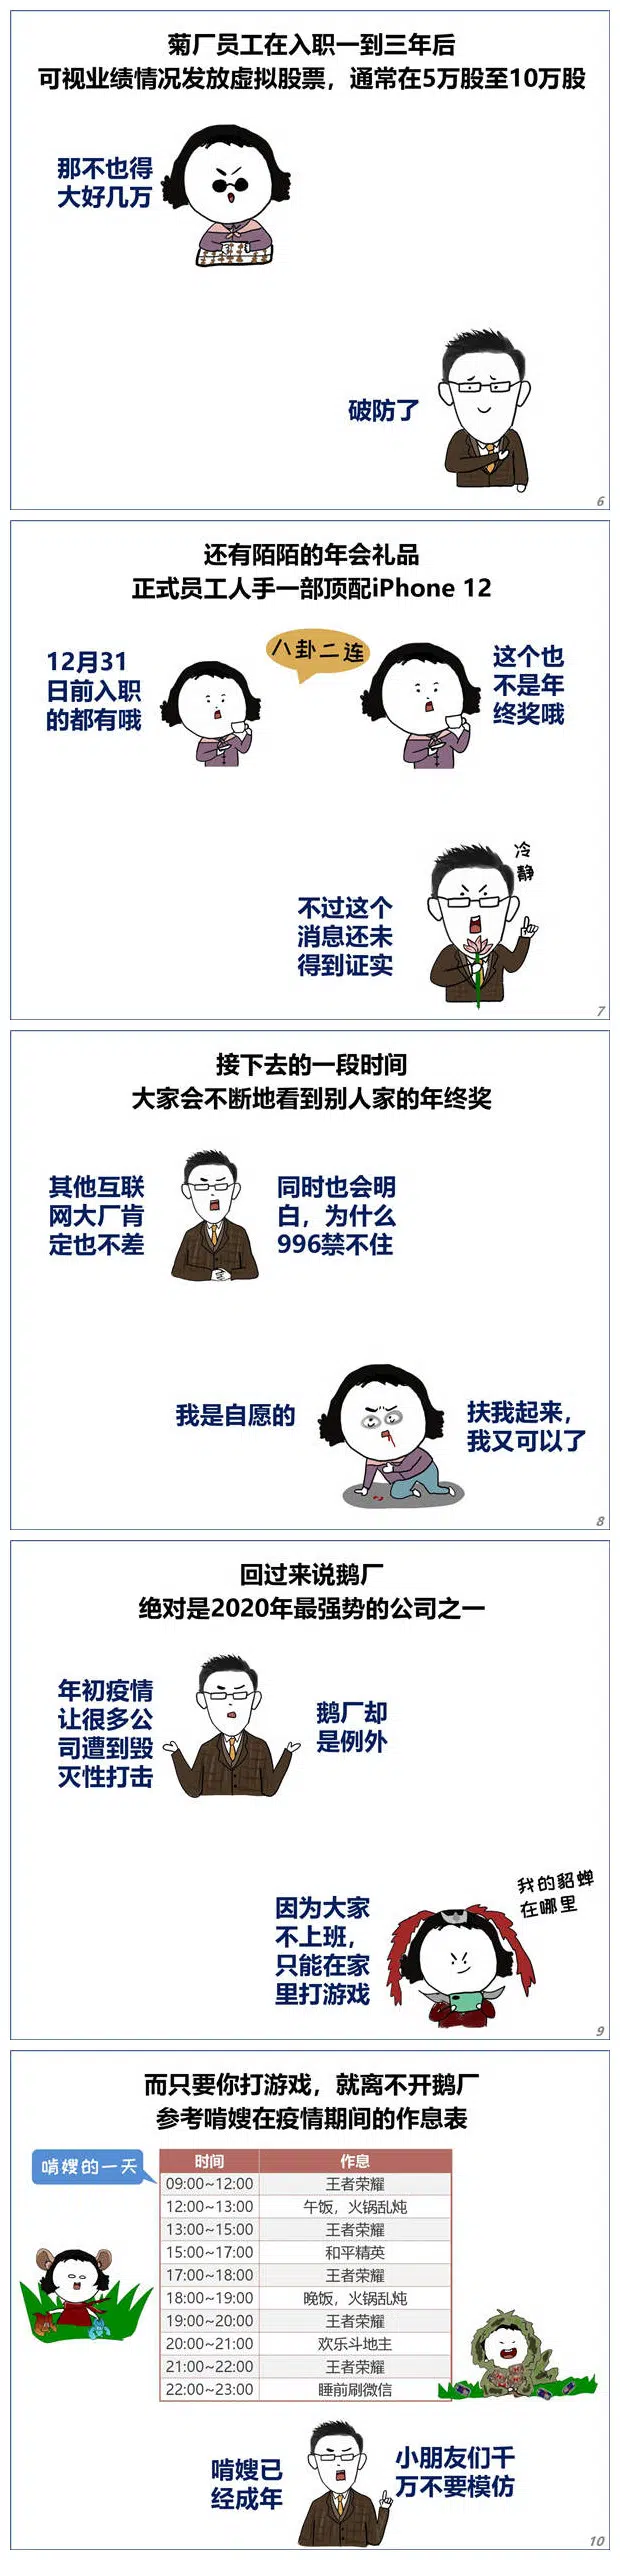 菊厂员工在入职一到三年后
可视业绩情况发放虚拟股票，通常在5万股至10万股
那不也得
大好几万
破防了
6
还有陌陌的年会礼品
正式员工人手一部顶配iPhone 12
12月31
日前入职
的都有哦
八卦二连
这个也
不是年
终奖哦
冷
静
不过这个
消息还未
得到证实
7
接下去的一段时间
大家会不断地看到别人家的年终奖
其他互联
网大厂肯
定也不差
同时也会明
白，为什么
996禁不住
我是自愿的
扶我起来，
我又可以了
8
回过来说鹅厂
绝对是2020年最强势的公司之一
年初疫情
让很多公
司遭到毁
灭性打击
鹅厂却
是例外
我的貂蝉
在哪里
因为大家
不上班，
只能在家
里打游戏
9
而只要你打游戏，就离不开鹅厂
参考啃嫂在疫情期间的作息表
啃嫂的一天
时间 作息
09:00~12:00 王者荣耀
12:00~13:00 午饭，火锅乱炖
13:00~15:00 王者荣耀
15:00~17:00 和平精英
17:00~18:00 王者荣耀
18:00~19:00 晚饭，火锅乱炖
19:00~20:00 王者荣耀
20:00~21:00 欢乐斗地主
21:00~22:00 王者荣耀
22:00~23:00 睡前刷微信
啃嫂已
经成年
小朋友们千
万不要模仿
10